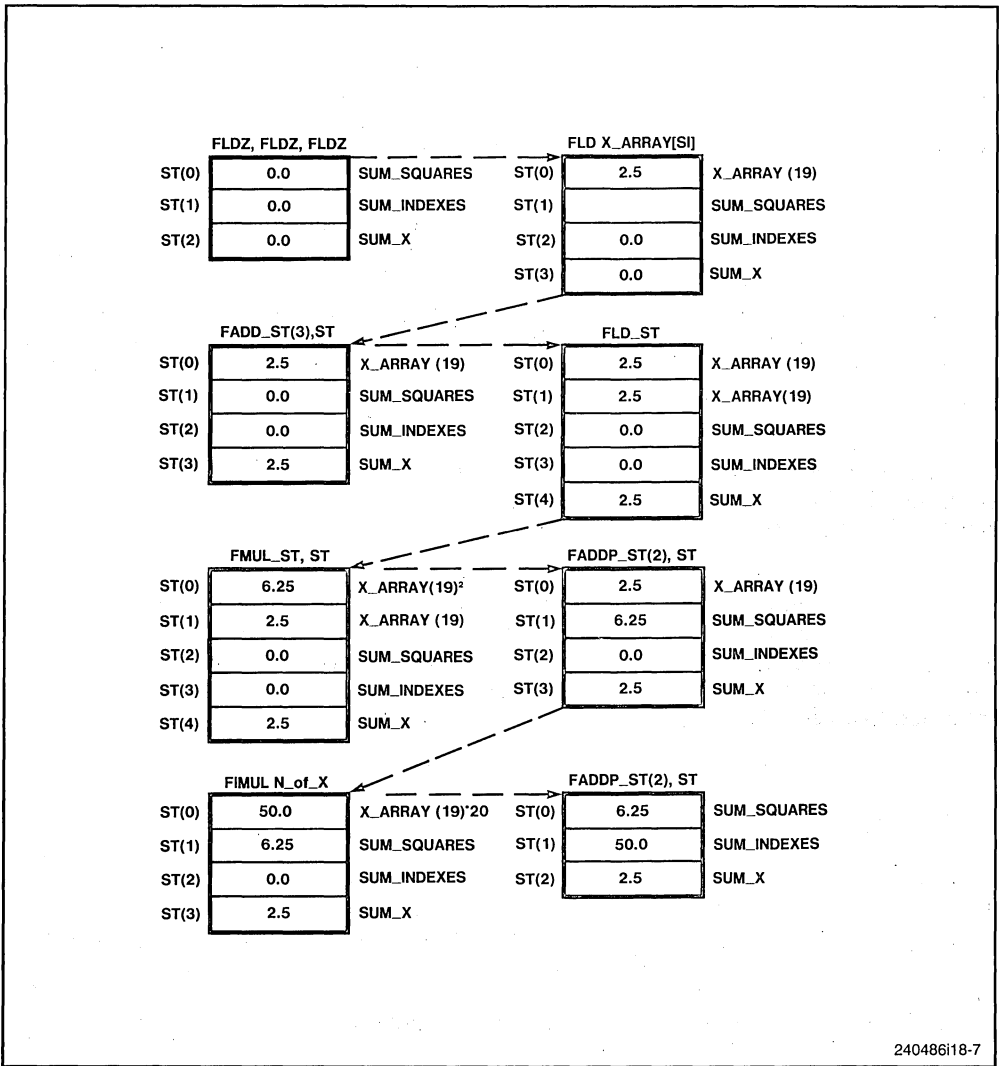 FLDZ, FLDZ, FLDZ
ST(0) 0.0 SUM_SQUARES
ST(1) 0.0 SUM_INDEXES
ST(2) 0.0 SUM_X
FLD X_ARRAY[SI]
ST(0) 2.5 X_ARRAY (19)
ST(1) SUM_SQUARES
ST(2) 0.0 SUM_INDEXES
ST(3) 0.0 SUM_X
FADD_ST(3),ST
ST(0) 2.5 X_ARRAY (19)
ST(1) 0.0 SUM_SQUARES
ST(2) 0.0 SUM_INDEXES
ST(3) 2.5 SUM_X
FLD_ST
ST(0) 2.5 X_ARRAY (19)
ST(1) 2.5 X_ARRAY(19)
ST(2) 0.0 SUM_SQUARES
ST(3) 0.0 SUM_INDEXES
ST(4) 2.5 SUM_X
FMUL_ST, ST
ST(0) 6.25 X_ARRAY(19)²
ST(1) 2.5 X_ARRAY (19)
ST(2) 0.0 SUM_SQUARES
ST(3) 0.0 SUM_INDEXES
ST(4) 2.5 SUM_X
FADDP_ST(2), ST
ST(0) 2.5 X_ARRAY (19)
ST(1) 6.25 SUM_SQUARES
ST(2) 0.0 SUM_INDEXES
ST(3) 2.5 SUM_X
FIMUL N_of_X
ST(0) 50.0 X_ARRAY (19)*20
ST(1) 6.25 SUM_SQUARES
ST(2) 0.0 SUM_INDEXES
ST(3) 2.5 SUM_X
FADDP_ST(2), ST
ST(0) 6.25 SUM_SQUARES
ST(1) 50.0 SUM_INDEXES
ST(2) 2.5 SUM_X
240486i18-7